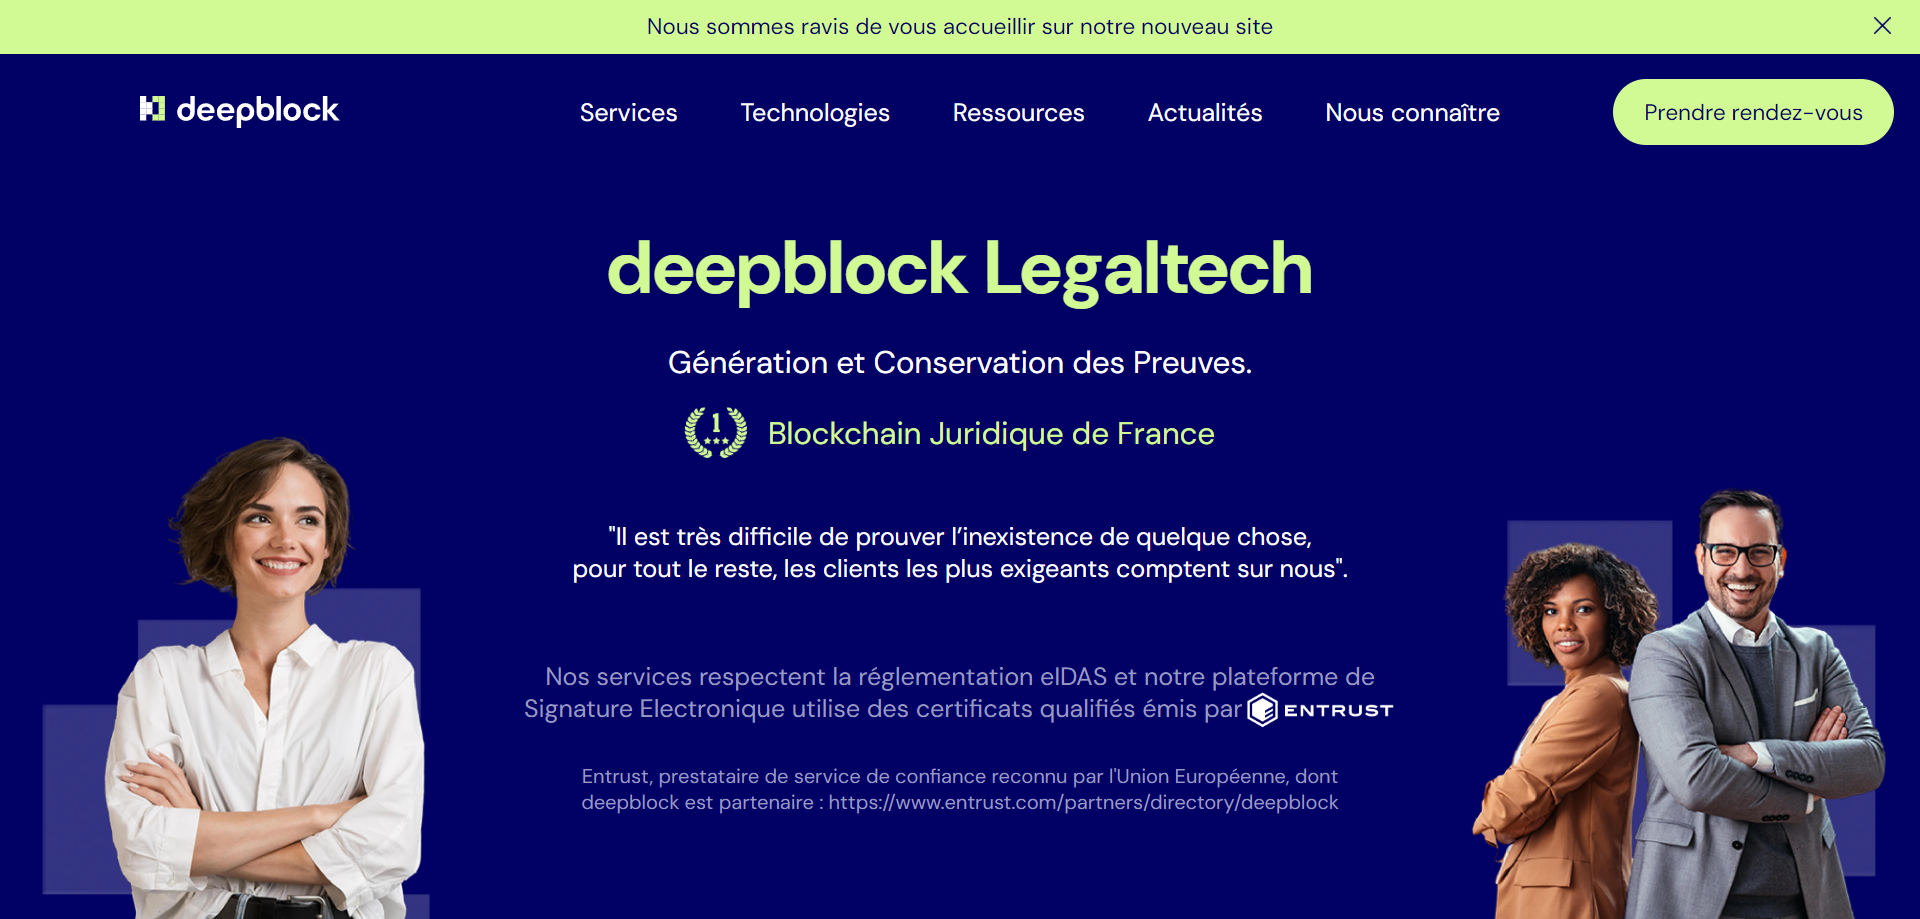 Nous sommes ravis de vous accueillir sur notre nouveau site
deepblock
Services
Technologies
Ressources
Actualités
Nous connaître
Prendre rendez-vous
deepblock Legaltech
Génération et Conservation des Preuves.
1
Blockchain Juridique de France
"Il est très difficile de prouver l’inexistence de quelque chose,
pour tout le reste, les clients les plus exigeants comptent sur nous".
Nos services respectent la réglementation eIDAS et notre plateforme de
Signature Electronique utilise des certificats qualifiés émis par ENTRUST
Entrust, prestataire de service de confiance reconnu par l'Union Européenne, dont
deepblock est partenaire : https://www.entrust.com/partners/directory/deepblock